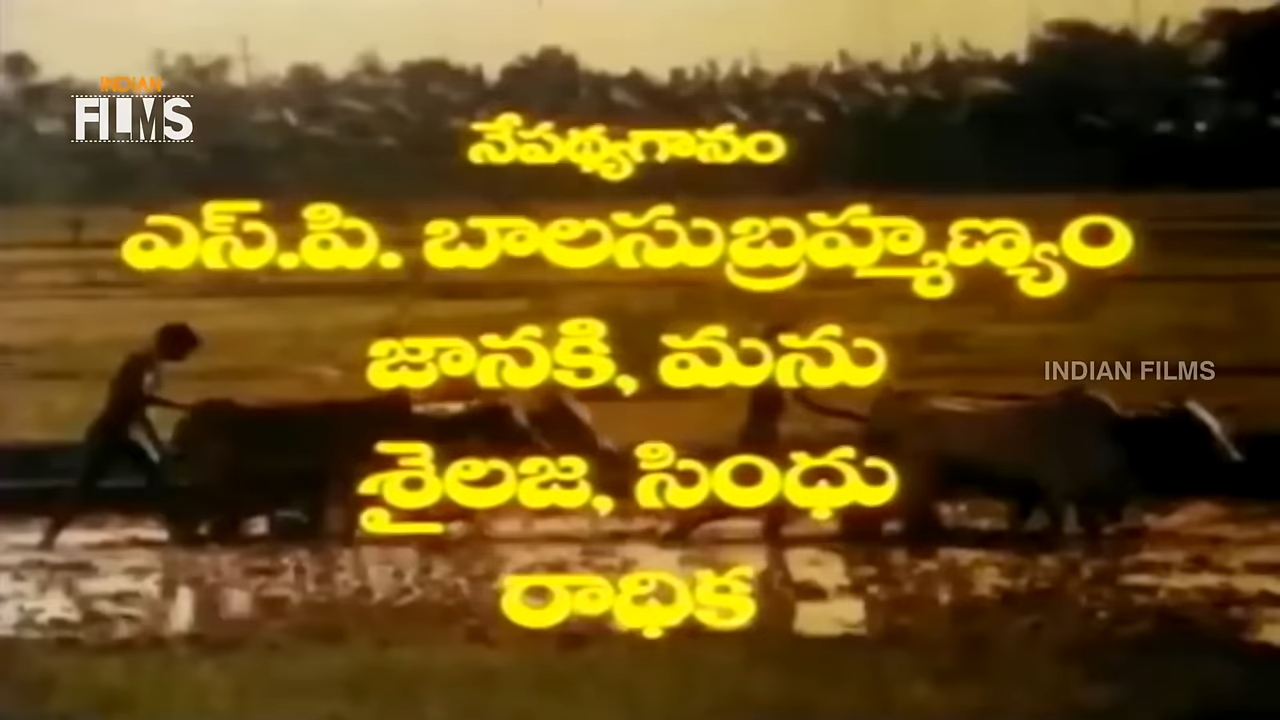 INDIAN
FILMS
నేపథ్యగానం
ఎస్.పి. బాలసుబ్రహ్మణ్యం
జానకి, మను
INDIAN FILMS
శైలజ, సింధు
రాధిక